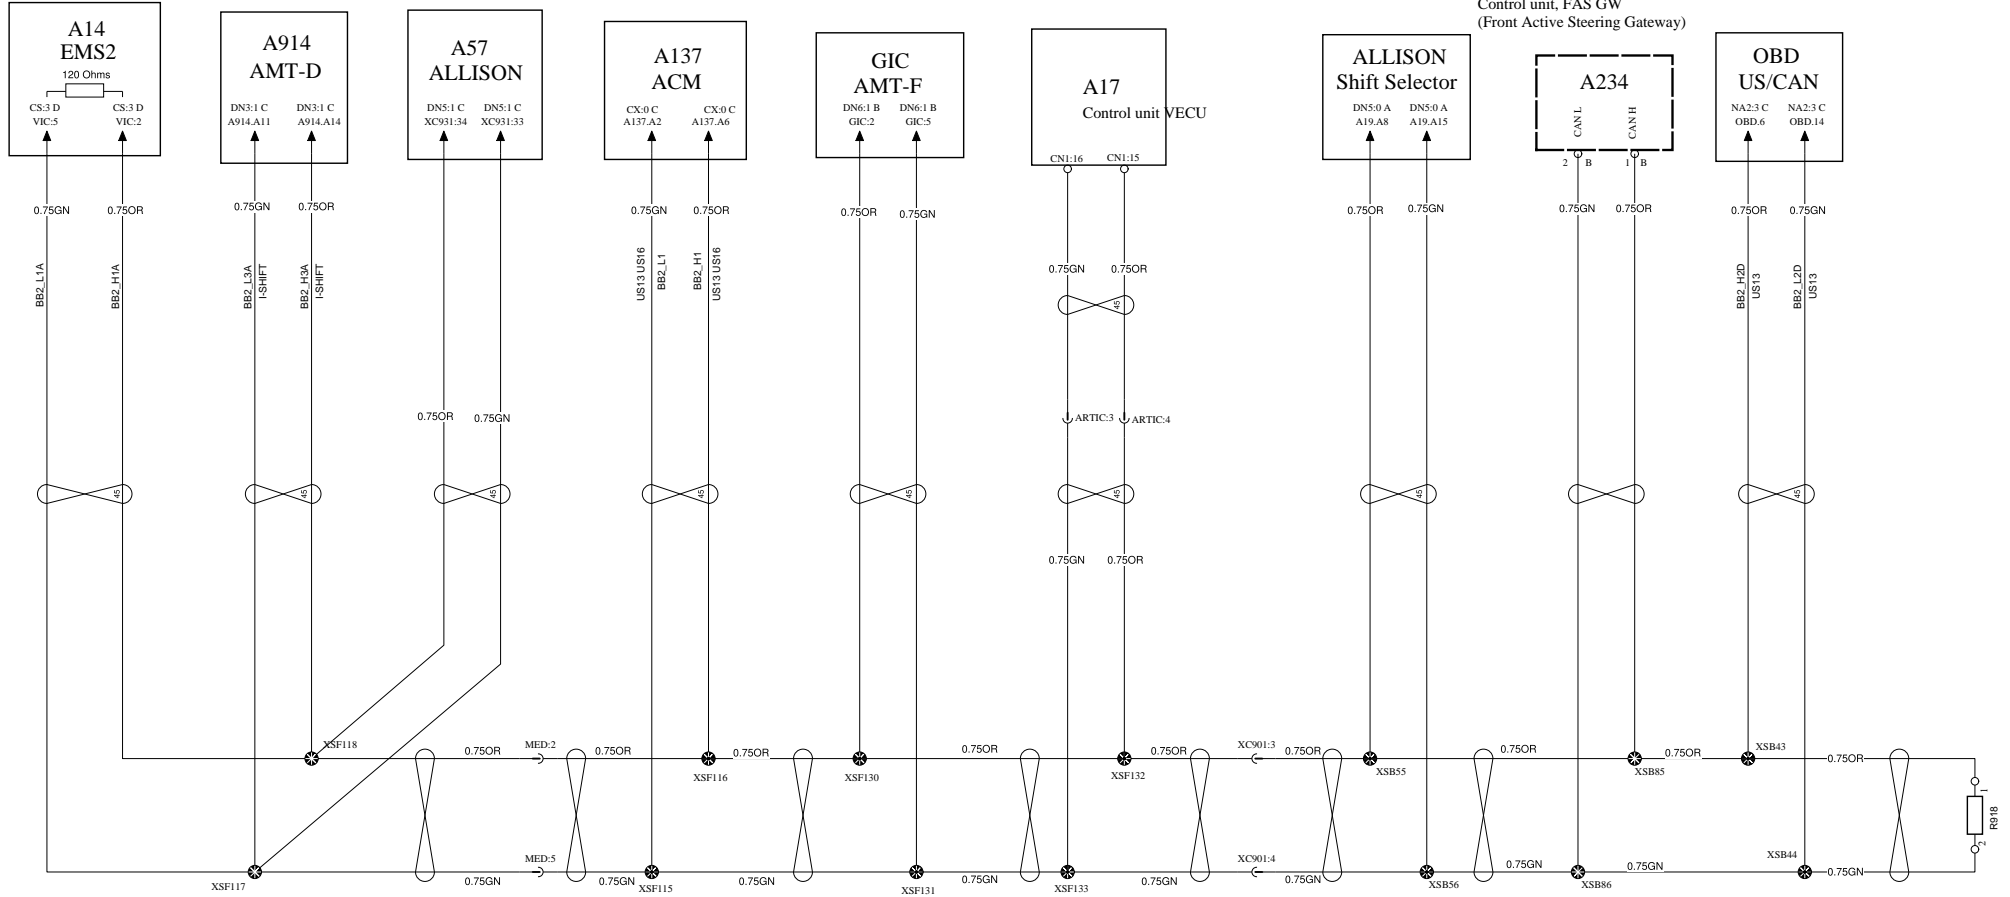 Control unit, FAS GW
(Front Active Steering Gateway)
A14
EMS2
120 Ohms
CS:3 D
VIC:5
CS:3 D
VIC:2
A914
AMT-D
DN3:1 C
A914.A11
DN3:1 C
A914.A14
A57
ALLISON
DN5:1 C
XC931:34
DN5:1 C
XC931:33
A137
ACM
CX:0 C
A137.A2
CX:0 C
A137.A6
GIC
AMT-F
DN6:1 B
GIC:2
DN6:1 B
GIC:5
A17
Control unit VECU
CN1:16
CN1:15
ALLISON
Shift Selector
DN5:0 A
A19.A8
DN5:0 A
A19.A15
A234
CAN L
CAN H
2
B
1
B
OBD
US/CAN
NA2:3 C
OBD.6
NA2:3 C
OBD.14
0.75GN
0.75OR
0.75GN
0.75OR
0.75GN
0.75OR
0.75OR
0.75GN
0.75OR
0.75GN
0.75GN
0.75OR
0.75OR
0.75GN
BB2_L1A
BB2_H1A
BB2_L3A
I-SHIFT
BB2_H3A
I-SHIFT
US13 US16
BB2_L1
BB2_H1
US13 US16
0.75GN
0.75OR
BB2_H2D
US13
BB2_L2D
US13
45
0.75OR
0.75GN
ARTIC:3
ARTIC:4
45
45
45
45
45
45
45
45
0.75GN
0.75OR
XSF118
0.75OR
MED:2
0.75OR
XSF116
0.75OR
XSF130
0.75OR
XSF132
0.75OR
XC901:3
0.75OR
XSB55
0.75OR
XSB85
0.75OR
XSB43
0.75OR
1
R918
2
XSF117
0.75GN
MED:5
0.75GN
XSF115
0.75GN
XSF131
0.75GN
XSF133
0.75GN
XC901:4
0.75GN
XSB56
0.75GN
XSB86
0.75GN
XSB44
0.75GN